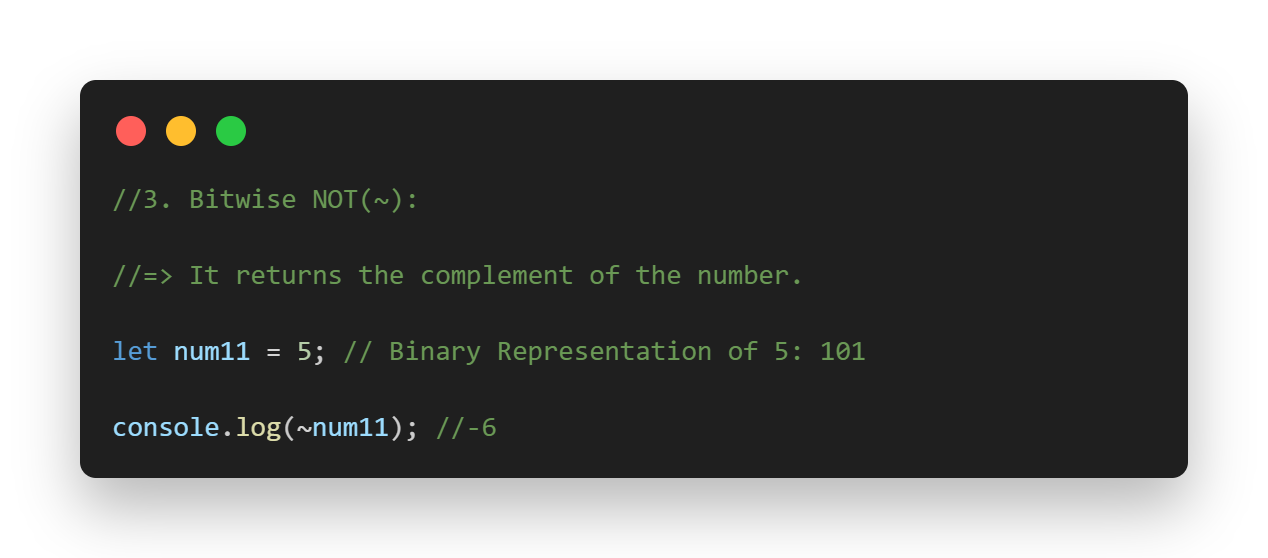 //3. Bitwise NOT(~):
//=> It returns the complement of the number.
let num11 = 5; // Binary Representation of 5: 101
console.log(~num11); //-6